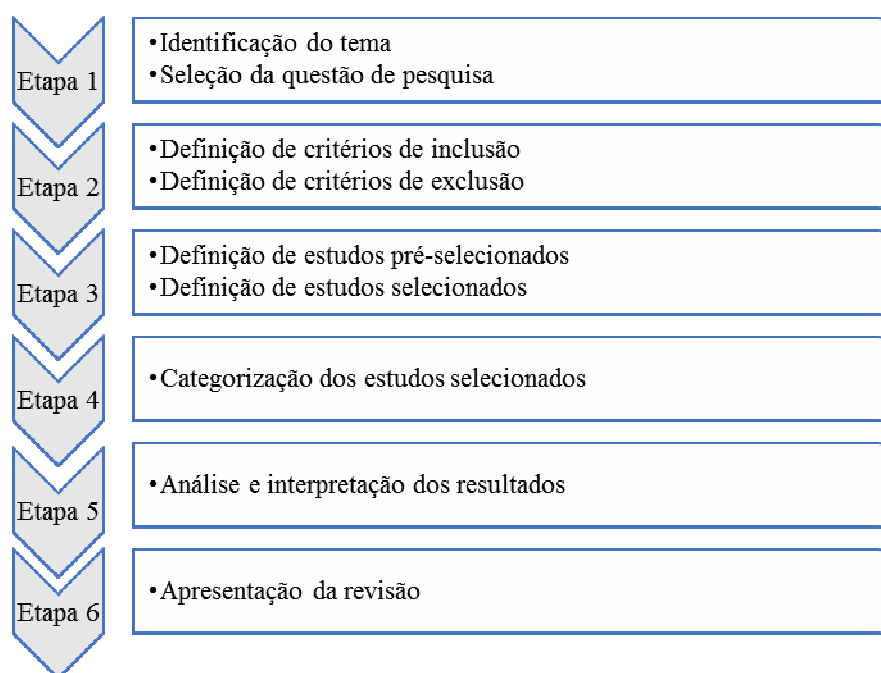 Etapa 1
•Identificação do tema
•Seleção da questão de pesquisa
Etapa 2
•Definição de critérios de inclusão
•Definição de critérios de exclusão
Etapa 3
•Definição de estudos pré-selecionados
•Definição de estudos selecionados
Etapa 4
•Categorização dos estudos selecionados
Etapa 5
•Análise e interpretação dos resultados
Etapa 6
•Apresentação da revisão